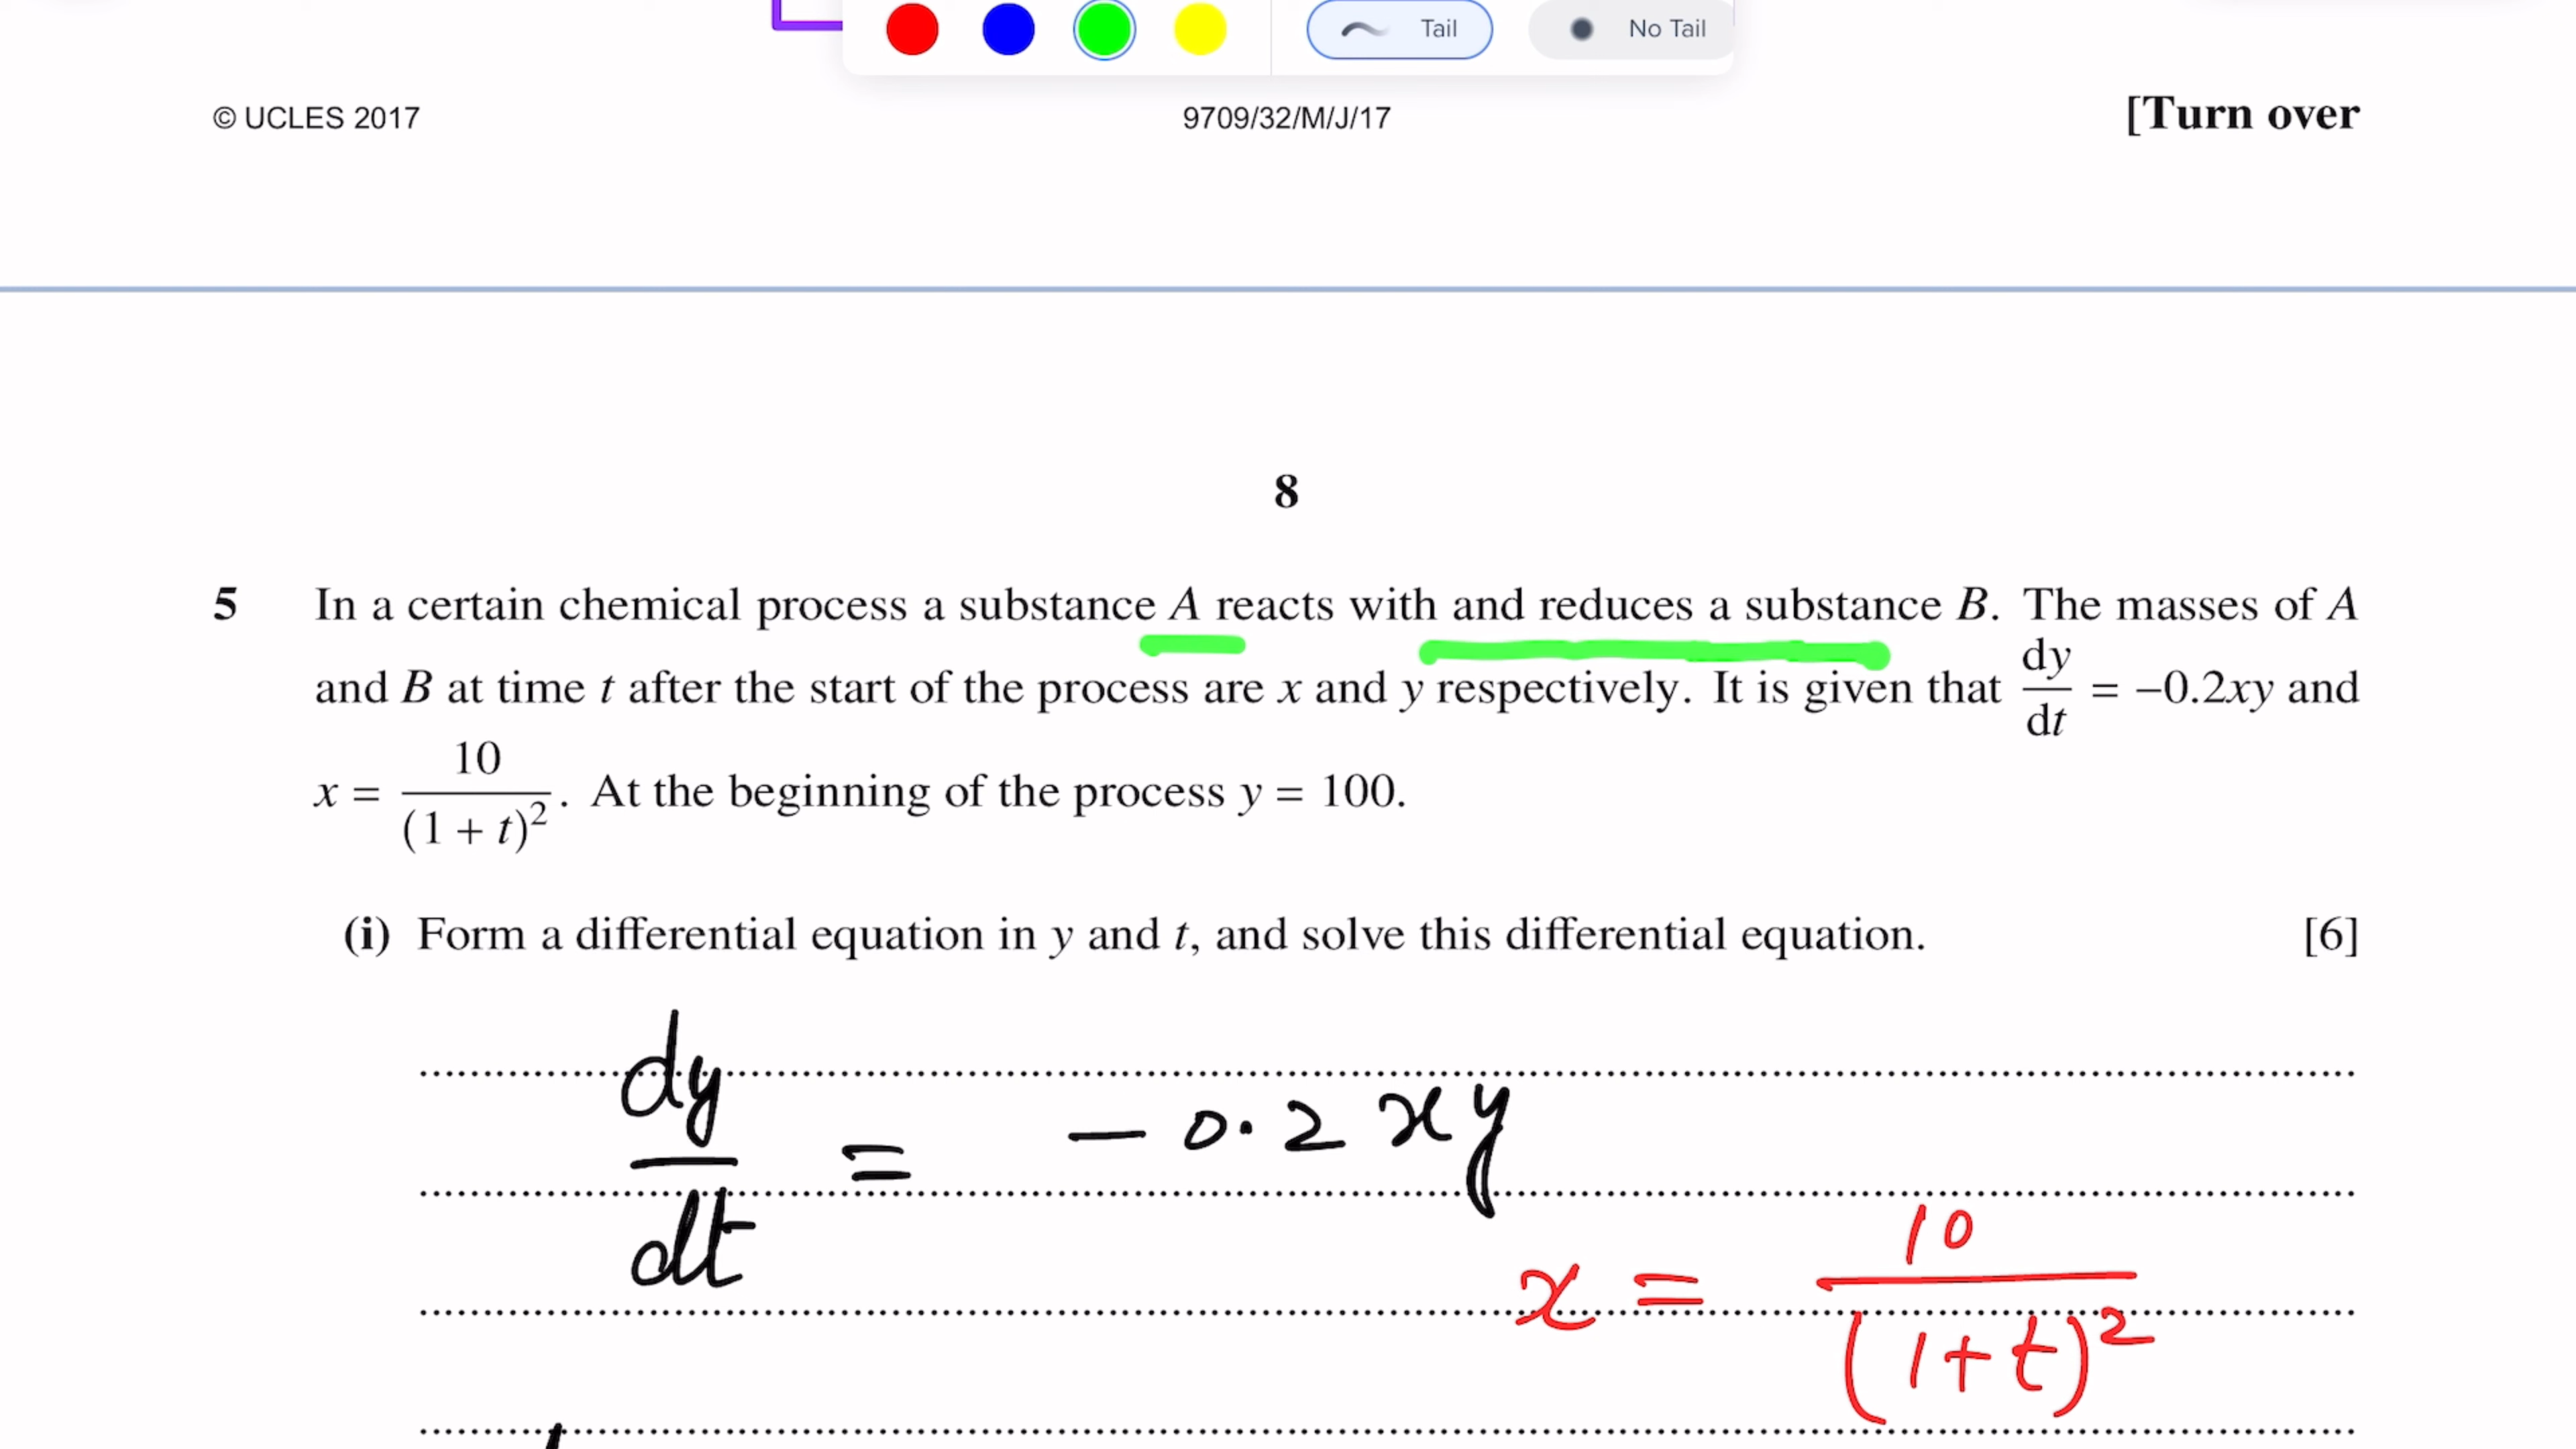 Tail No Tail
© UCLES 2017 9709/32/M/J/17 [Turn over
8
5 In a certain chemical process a substance A reacts with and reduces a substance B. The masses of A
and B at time t after the start of the process are x and y respectively. It is given that dy/dt = −0.2xy and
x = 10/(1 + t)². At the beginning of the process y = 100.
(i) Form a differential equation in y and t, and solve this differential equation. [6]
dy/dt = − 0.2 xy
x = 10/(1+t)²